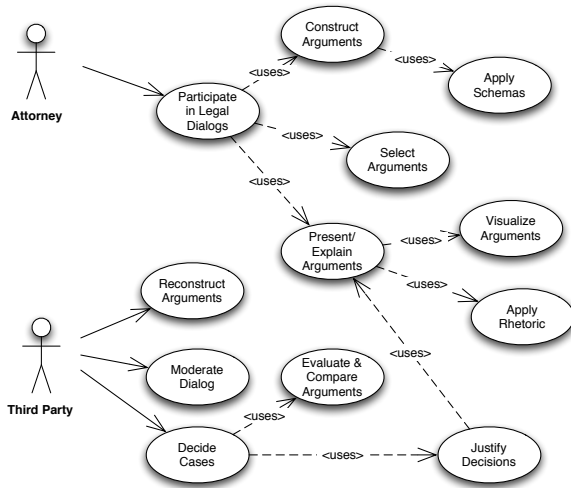 Construct
Arguments
<uses>
<uses>
Apply
Schemas
Attorney
Participate
in Legal
Dialogs
<uses>
Select
Arguments
<uses>
Visualize
Arguments
Present/
Explain
Arguments
<uses>
Reconstruct
Arguments
<uses>
Apply
Rhetoric
<uses>
Moderate
Dialog
Evaluate &
Compare
Arguments
Third Party
<uses>
Decide
Cases
<uses>
Justify
Decisions